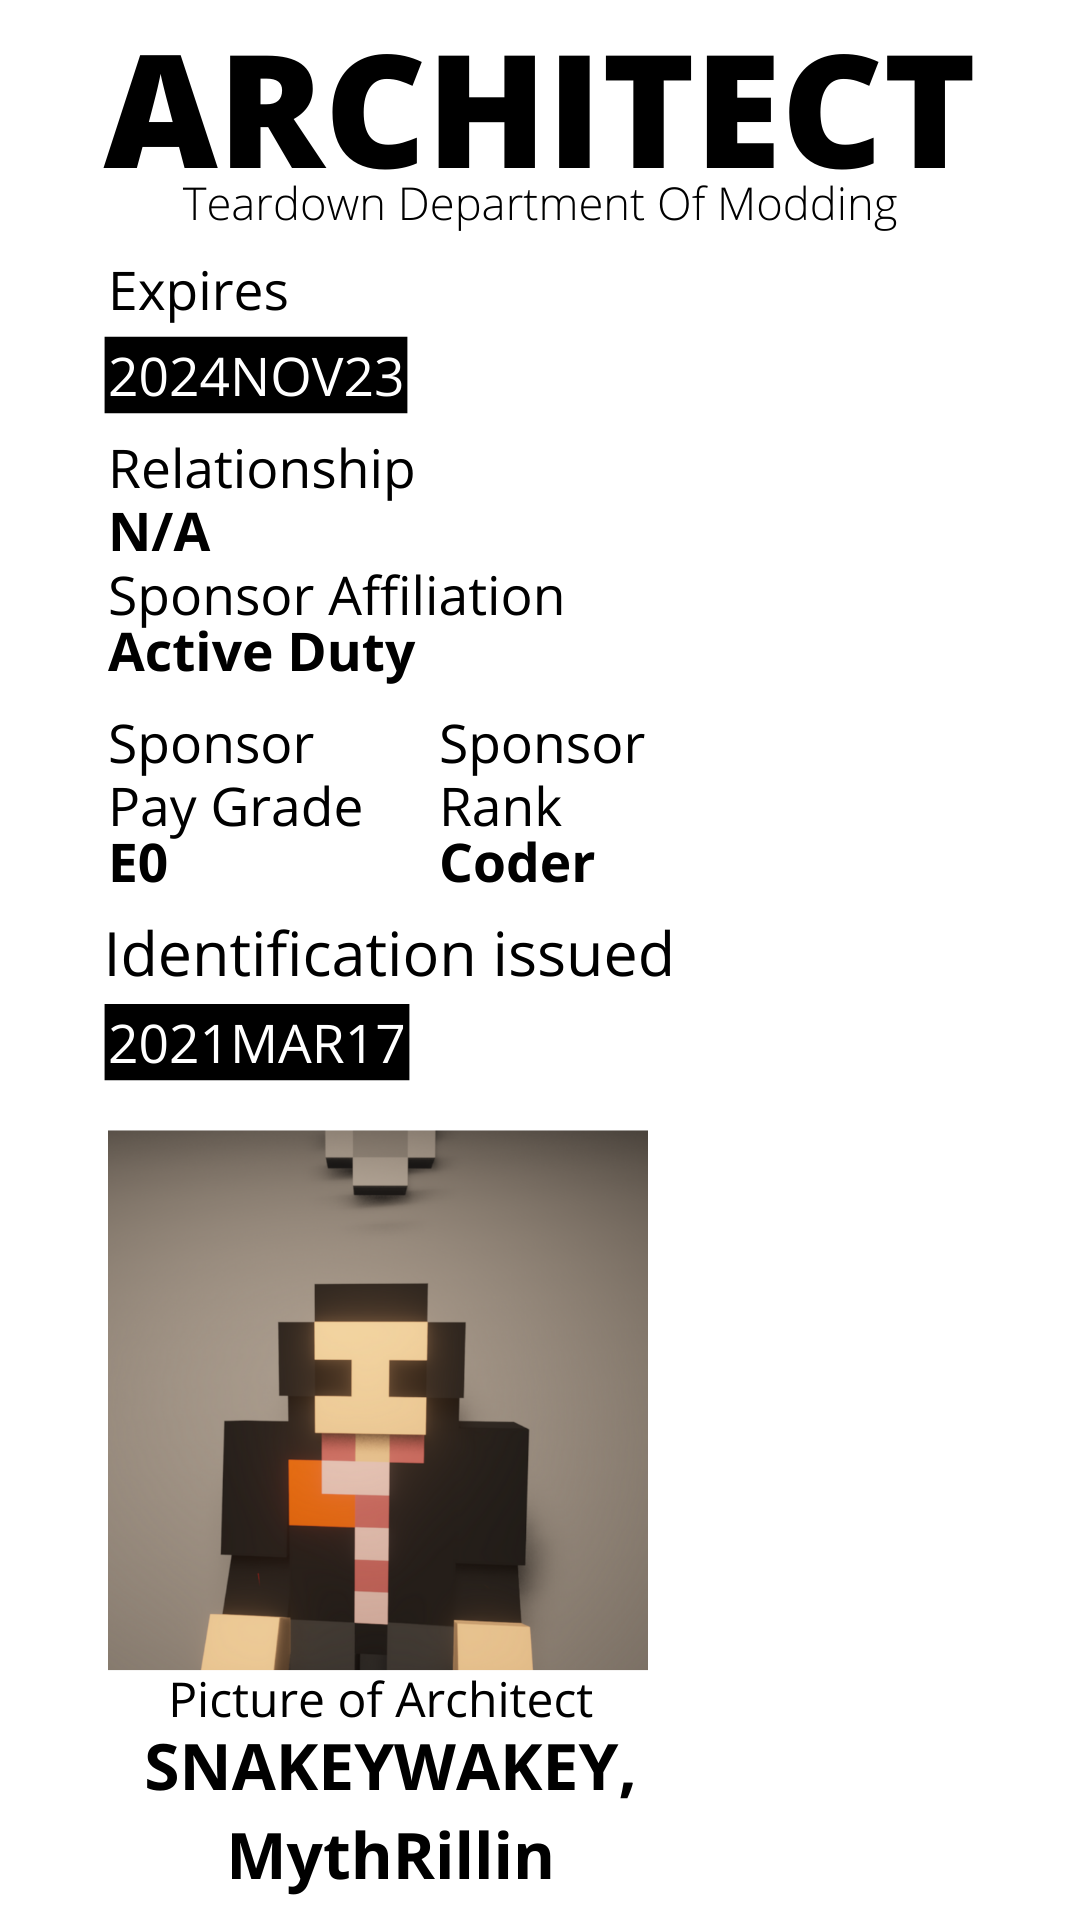 ARCHITECT
Teardown Department Of Modding
Expires
2024NOV23
Relationship
N/A
Sponsor Affiliation
Active Duty
Sponsor
Pay Grade
E0
Sponsor
Rank
Coder
Identification issued
2021MAR17
Picture of Architect
SNAKEYWAKEY,
MythRillin